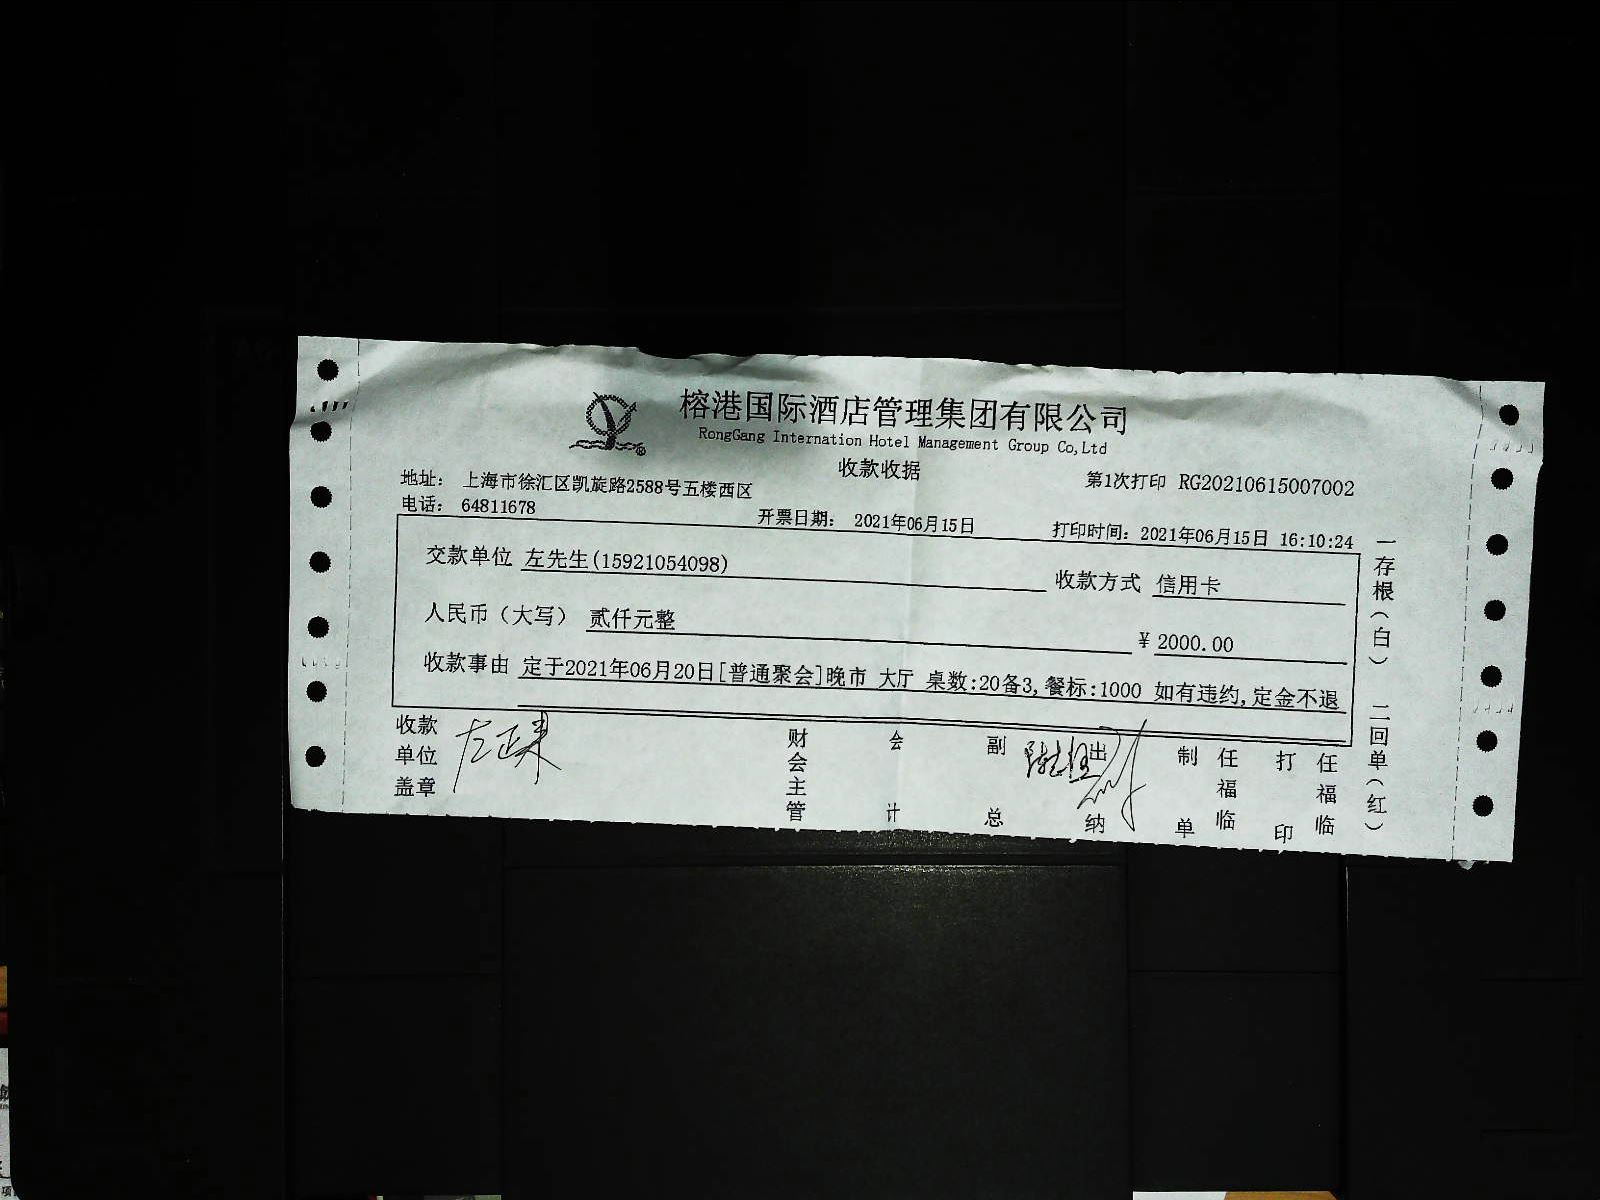 榕港国际酒店管理集团有限公司
RongGang Internation Hotel Management Group Co,Ltd
收款收据
地址： 上海市徐汇区凯旋路2588号五楼西区
第1次打印 RG20210615007002
电话： 64811678
开票日期： 2021年06月15日
打印时间：2021年06月15日 16:10:24
交款单位 左先生(15921054098)
收款方式 信用卡
人民币（大写） 贰仟元整
¥ 2000.00
收款事由 定于2021年06月20日[普通聚会]晚市 大厅 桌数:20备3,餐标:1000 如有违约,定金不退
收款单位盖章
财会主管
会计
副总
出纳
制单
任福临
打印
任福临
一存根（白） 二回单（红）